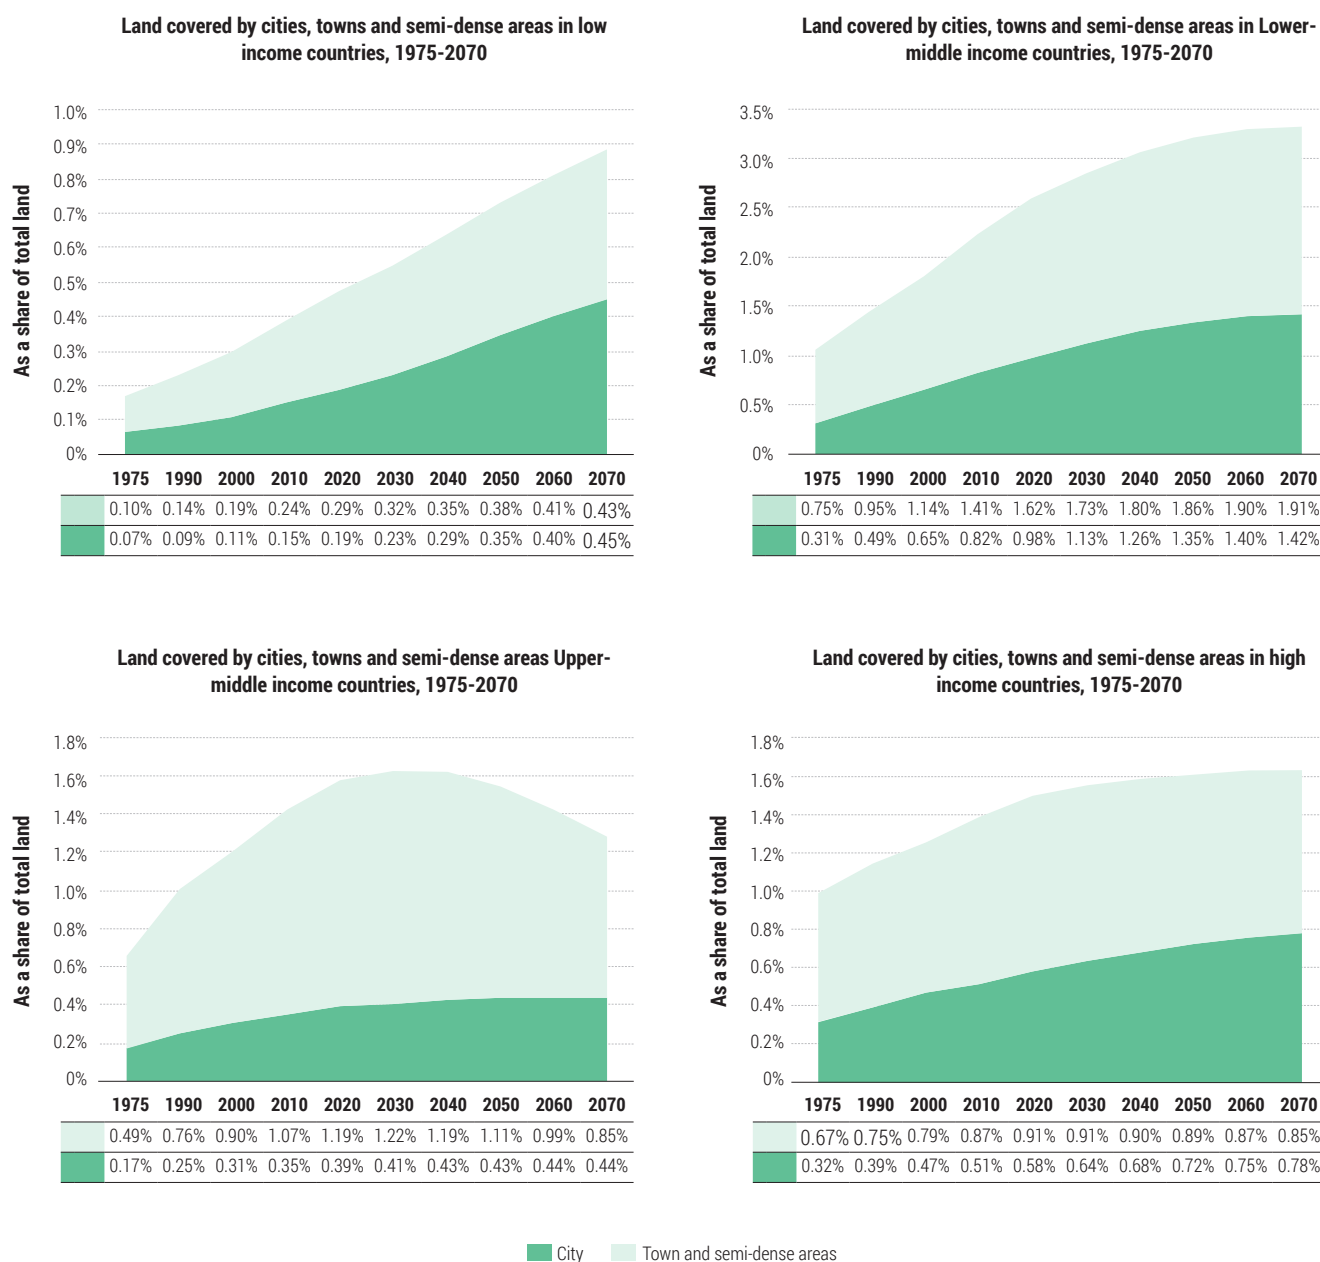 Land covered by cities, towns and semi-dense areas in low
income countries, 1975-2070
As a share of total land
1.0%
0.9%
0.8%
0.7%
0.6%
0.5%
0.4%
0.3%
0.2%
0.1%
0%
1975 1990 2000 2010 2020 2030 2040 2050 2060 2070
0.10% 0.14% 0.19% 0.24% 0.29% 0.32% 0.35% 0.38% 0.41% 0.43%
0.07% 0.09% 0.11% 0.15% 0.19% 0.23% 0.29% 0.35% 0.40% 0.45%
Land covered by cities, towns and semi-dense areas in Lower-
middle income countries, 1975-2070
As a share of total land
3.5%
3.0%
2.5%
2.0%
1.5%
1.0%
0.5%
0%
1975 1990 2000 2010 2020 2030 2040 2050 2060 2070
0.75% 0.95% 1.14% 1.41% 1.62% 1.73% 1.80% 1.86% 1.90% 1.91%
0.31% 0.49% 0.65% 0.82% 0.98% 1.13% 1.26% 1.35% 1.40% 1.42%
Land covered by cities, towns and semi-dense areas Upper-
middle income countries, 1975-2070
As a share of total land
1.8%
1.6%
1.4%
1.2%
1.0%
0.8%
0.6%
0.4%
0.2%
0%
1975 1990 2000 2010 2020 2030 2040 2050 2060 2070
0.49% 0.76% 0.90% 1.07% 1.19% 1.22% 1.19% 1.11% 0.99% 0.85%
0.17% 0.25% 0.31% 0.35% 0.39% 0.41% 0.43% 0.43% 0.44% 0.44%
Land covered by cities, towns and semi-dense areas in high
income countries, 1975-2070
As a share of total land
1.8%
1.6%
1.4%
1.2%
1.0%
0.8%
0.6%
0.4%
0.2%
0%
1975 1990 2000 2010 2020 2030 2040 2050 2060 2070
0.67% 0.75% 0.79% 0.87% 0.91% 0.91% 0.90% 0.89% 0.87% 0.85%
0.32% 0.39% 0.47% 0.51% 0.58% 0.64% 0.68% 0.72% 0.75% 0.78%
City Town and semi-dense areas